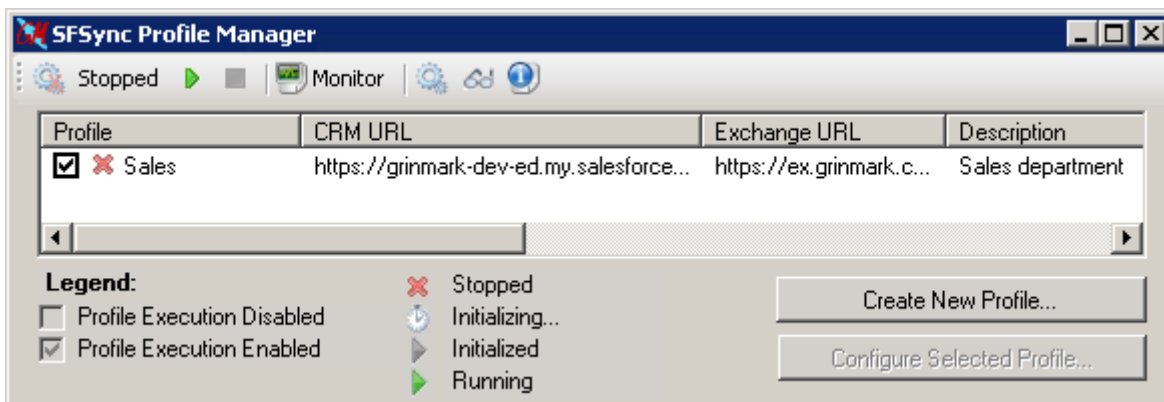 SFSync Profile Manager
Stopped Monitor
Profile CRM URL Exchange URL Description
Sales https://grinmark-dev-ed.my.salesforce... https://ex.grinmark.c... Sales department
Legend:
Profile Execution Disabled
Profile Execution Enabled
Stopped
Initializing...
Initialized
Running
Create New Profile...
Configure Selected Profile...